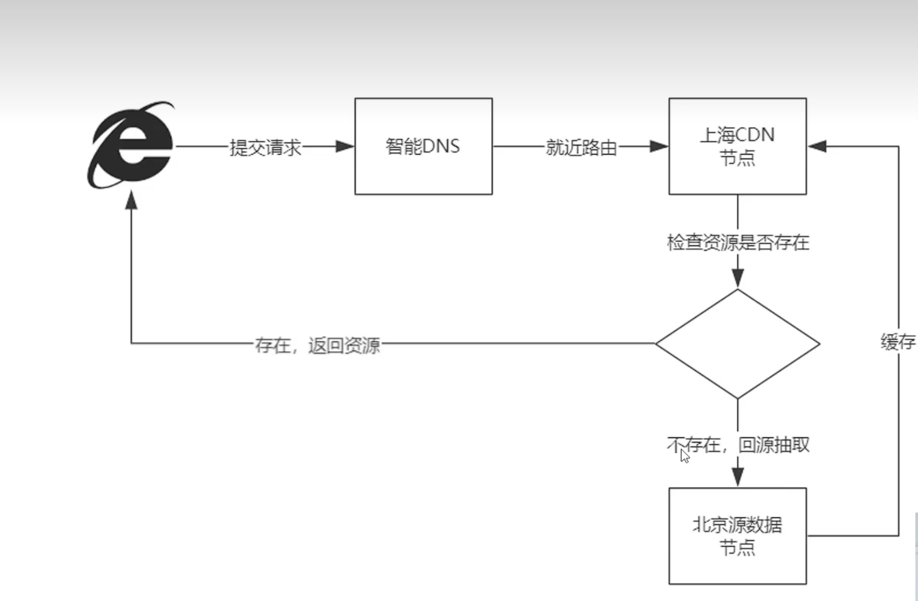 提交请求
智能DNS
就近路由
上海CDN
节点
检查资源是否存在
存在，返回资源
缓存
不存在，回源抽取
北京源数据
节点